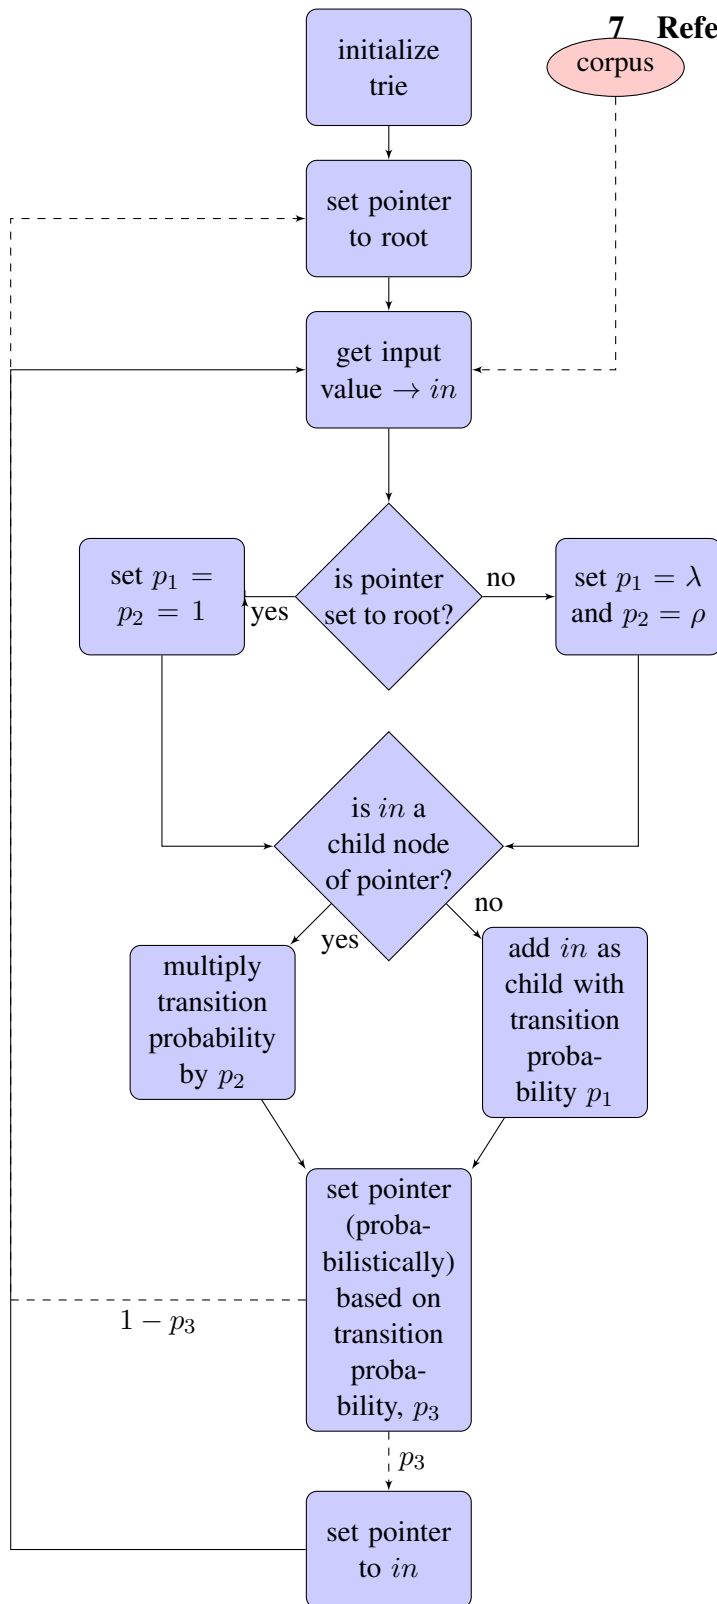 7 Refe
initialize
trie
corpus
set pointer
to root
get input
value → in
is pointer
set to root?
yes
no
set p₁ =
p₂ = 1
set p₁ = λ
and p₂ = ρ
is in a
child node
of pointer?
yes
no
multiply
transition
probability
by p₂
add in as
child with
transition
proba-
bility p₁
set pointer
(proba-
bilistically)
based on
transition
proba-
bility, p₃
1 − p₃
p₃
set pointer
to in